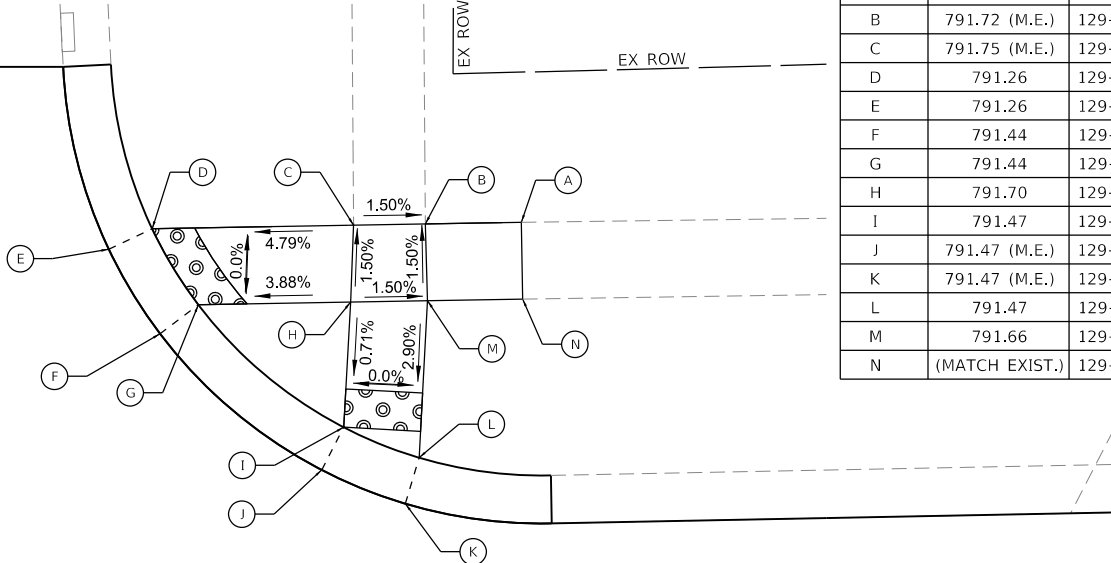 EX ROW
EX ROW
B 791.72 (M.E.) 129-
C 791.75 (M.E.) 129-
D 791.26 129-
E 791.26 129-
F 791.44 129-
G 791.44 129-
H 791.70 129-
I 791.47 129-
J 791.47 (M.E.) 129-
K 791.47 (M.E.) 129-
L 791.47 129-
M 791.66 129-
N (MATCH EXIST.) 129-
D
C
B
A
1.50%
4.79%
0.0%
1.50%
1.50%
E
3.88%
1.50%
H
M
N
0.71%
2.90%
0.0%
F
G
L
I
J
K